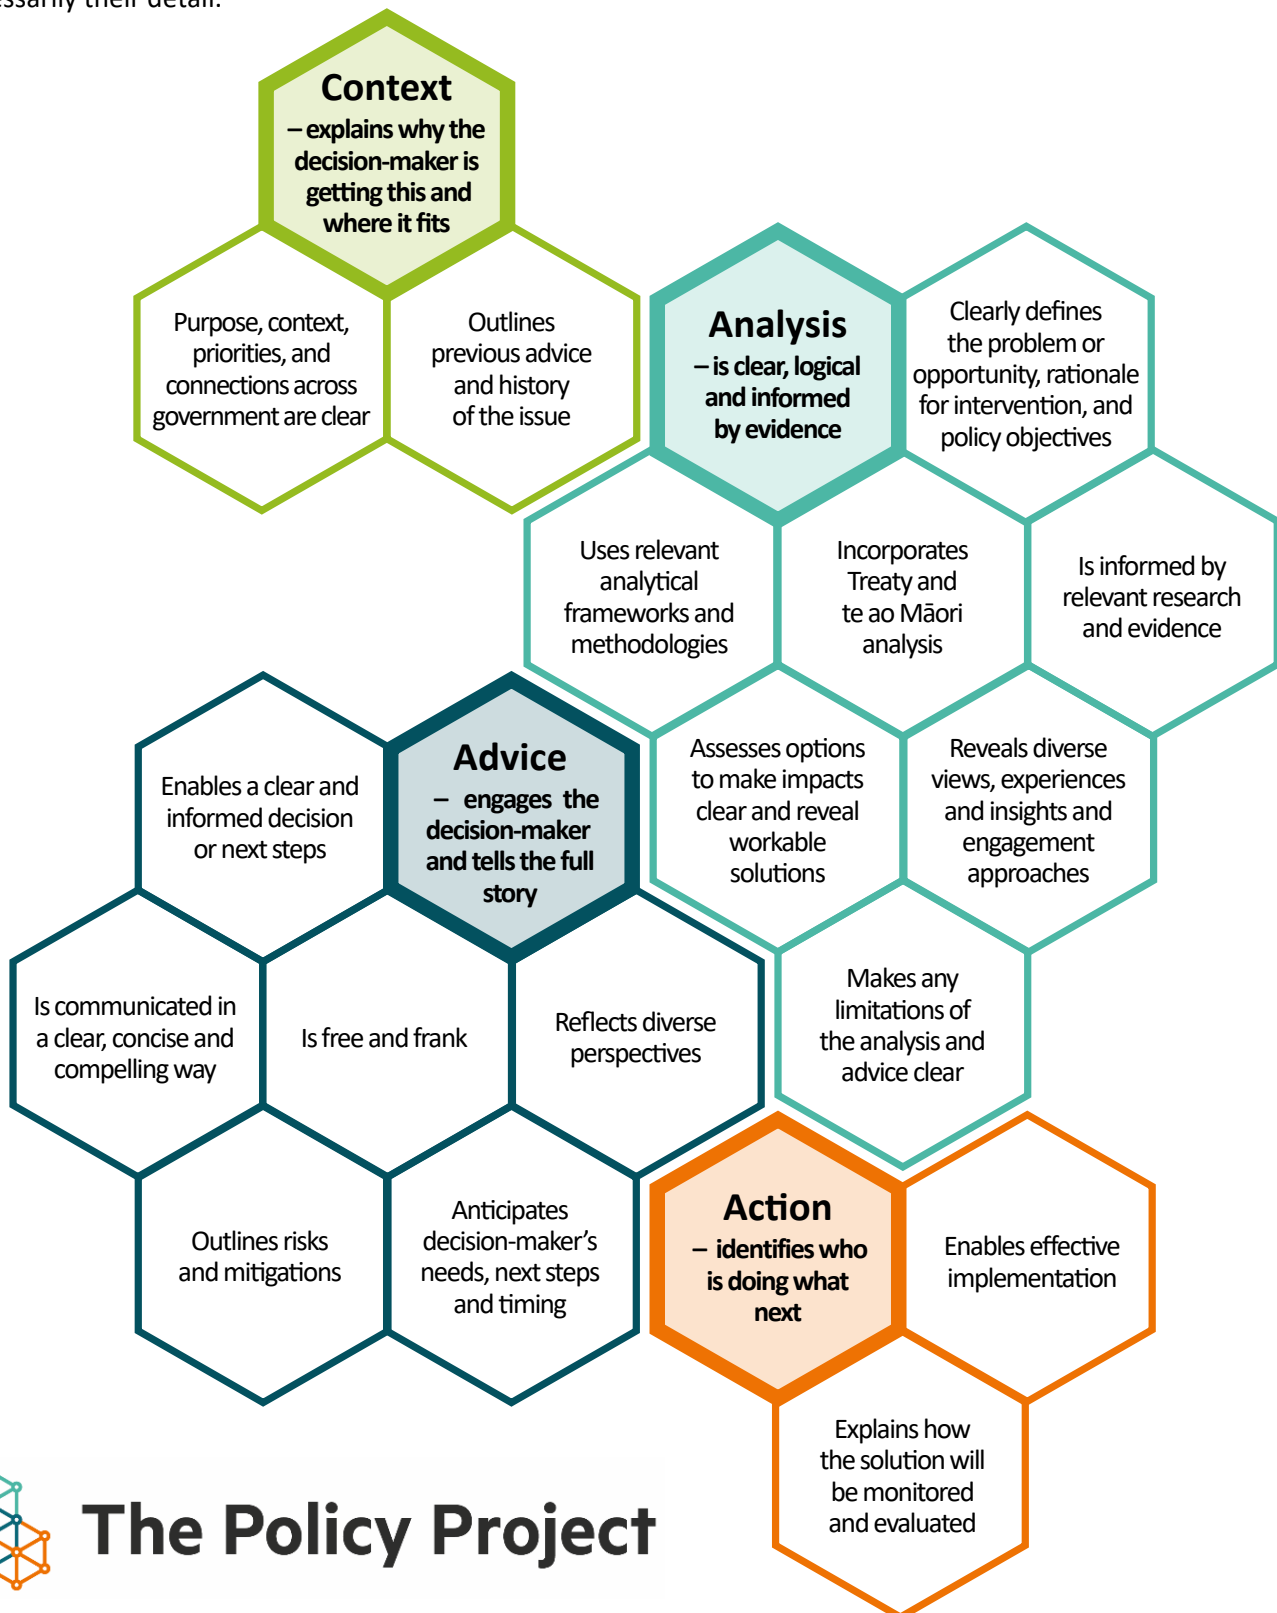 Context
– explains why the
decision-maker is
getting this and
where it fits
Purpose, context,
priorities, and
connections across
government are clear
Outlines
previous advice
and history
of the issue
Analysis
– is clear, logical
and informed
by evidence
Clearly defines
the problem or
opportunity, rationale
for intervention, and
policy objectives
Uses relevant
analytical
frameworks and
methodologies
Incorporates
Treaty and
te ao Māori
analysis
Is informed by
relevant research
and evidence
Assesses options
to make impacts
clear and reveal
workable
solutions
Reveals diverse
views, experiences
and insights and
engagement
approaches
Makes any
limitations of
the analysis and
advice clear
Advice
– engages the
decision-maker
and tells the full
story
Enables a clear and
informed decision
or next steps
Is communicated in
a clear, concise and
compelling way
Is free and frank
Reflects diverse
perspectives
Outlines risks
and mitigations
Anticipates
decision-maker’s
needs, next steps
and timing
Action
– identifies who
is doing what
next
Enables effective
implementation
Explains how
the solution will
be monitored
and evaluated
The Policy Project